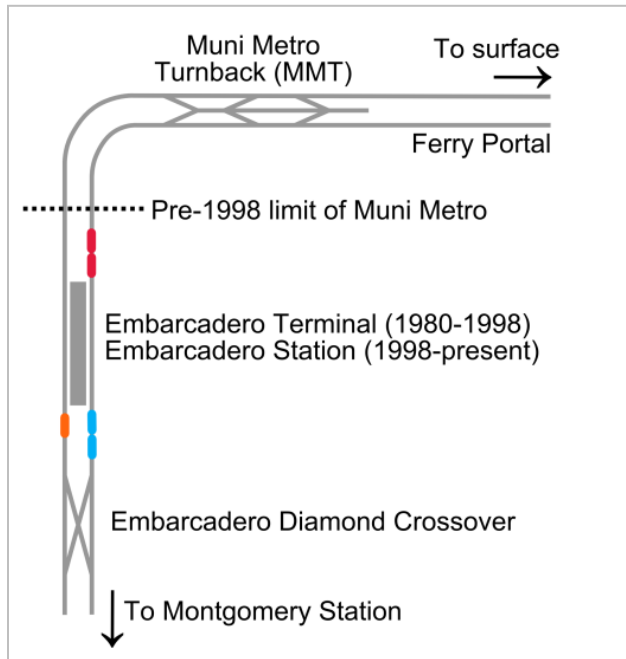 Muni Metro
Turnback (MMT)
To surface
Ferry Portal
Pre-1998 limit of Muni Metro
Embarcadero Terminal (1980-1998)
Embarcadero Station (1998-present)
Embarcadero Diamond Crossover
To Montgomery Station